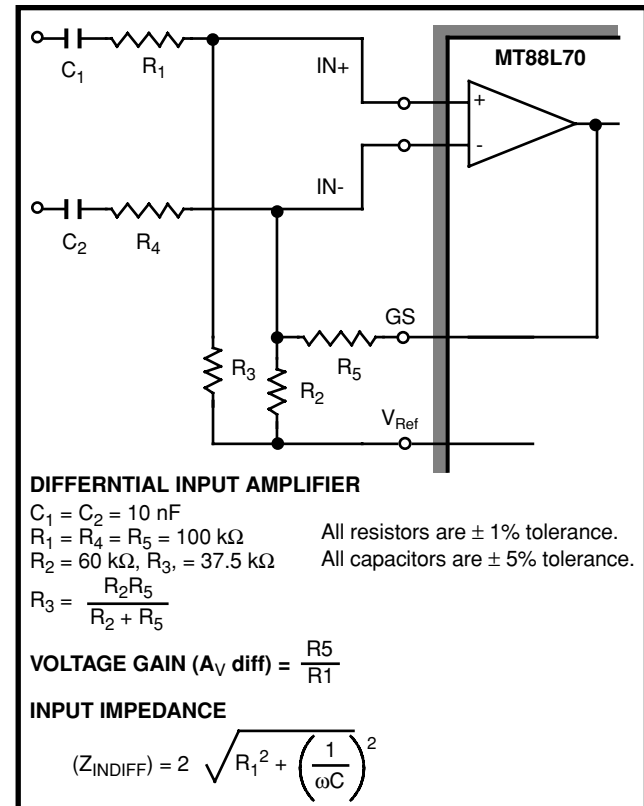 MT88L70
C1
R1
IN+
+
-
IN-
C2
R4
GS
R3
R5
R2
VRef
DIFFERNTIAL INPUT AMPLIFIER
C1 = C2 = 10 nF
R1 = R4 = R5 = 100 kΩ
All resistors are ± 1% tolerance.
R2 = 60 kΩ, R3, = 37.5 kΩ
All capacitors are ± 5% tolerance.
R3 = R2R5 / R2 + R5
VOLTAGE GAIN (AV diff) = R5 / R1
INPUT IMPEDANCE
(ZINDIFF) = 2 √ R1² + (1 / ωC)²